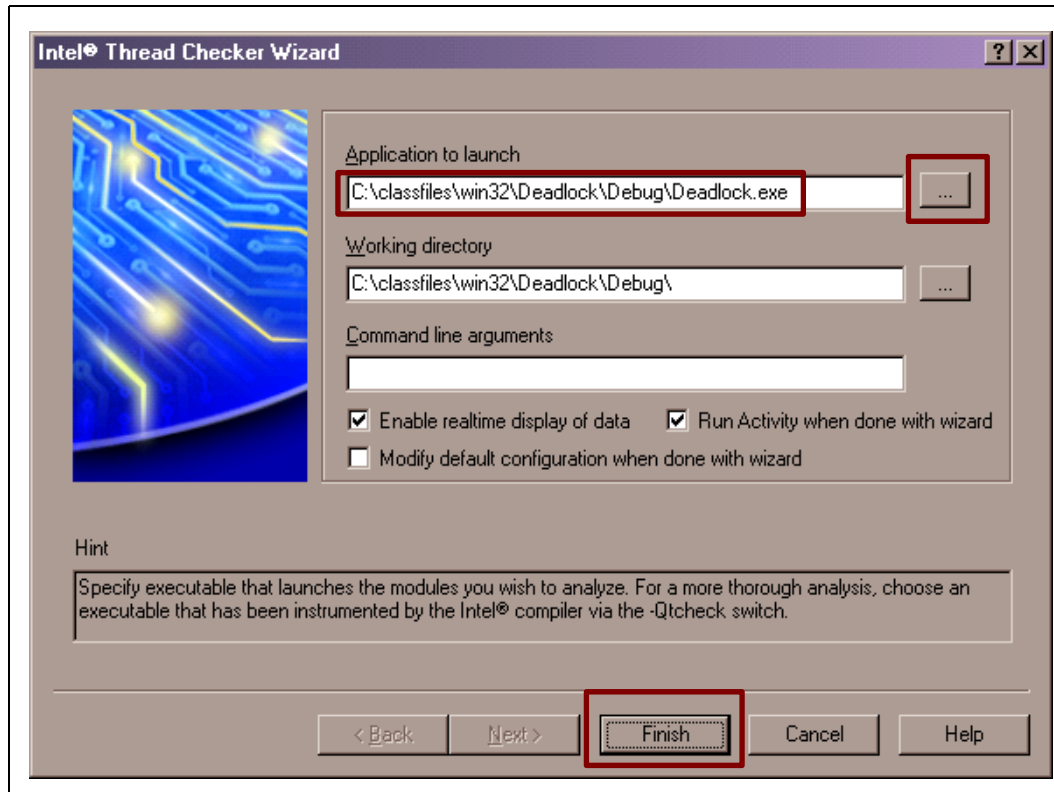 Intel® Thread Checker Wizard
Application to launch
C:\classfiles\win32\Deadlock\Debug\Deadlock.exe
...
Working directory
C:\classfiles\win32\Deadlock\Debug\
...
Command line arguments
Enable realtime display of data
Run Activity when done with wizard
Modify default configuration when done with wizard
Hint
Specify executable that launches the modules you wish to analyze. For a more thorough analysis, choose an
executable that has been instrumented by the Intel® compiler via the -Qtcheck switch.
< Back Next > Finish Cancel Help